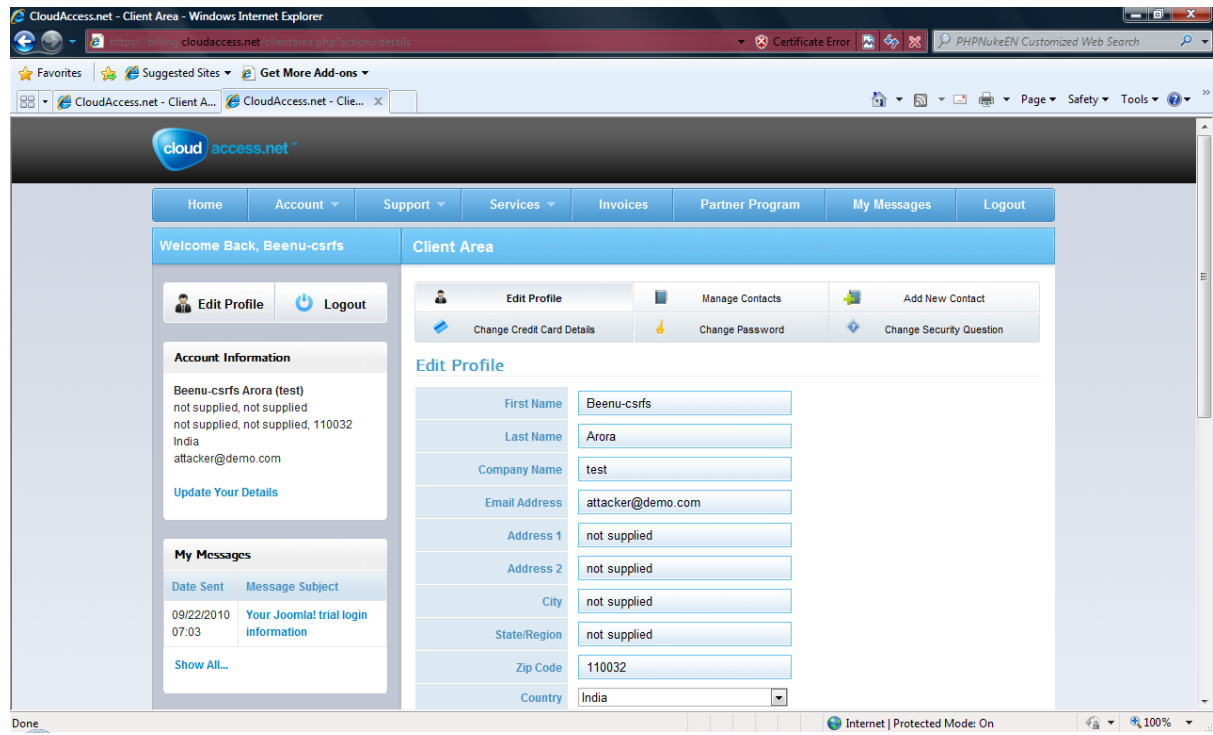 CloudAccess.net - Client Area - Windows Internet Explorer
https://billing.cloudaccess.net/clientarea.php?action=details
Certificate Error
PHPNukeEN Customized Web Search
Favorites Suggested Sites Get More Add-ons
CloudAccess.net - Client A... CloudAccess.net - Clie... X
Page Safety Tools
cloud access.net ™
Home Account Support Services Invoices Partner Program My Messages Logout
Welcome Back, Beenu-csrfs
Client Area
Edit Profile Logout
Edit Profile Manage Contacts Add New Contact
Change Credit Card Details Change Password Change Security Question
Account Information
Beenu-csrfs Arora (test)
not supplied, not supplied
not supplied, not supplied, 110032
India
attacker@demo.com
Update Your Details
My Messages
Date Sent Message Subject
09/22/2010 07:03 Your Joomla! trial login information
Show All...
Edit Profile
First Name Beenu-csrfs
Last Name Arora
Company Name test
Email Address attacker@demo.com
Address 1 not supplied
Address 2 not supplied
City not supplied
State/Region not supplied
Zip Code 110032
Country India
Done
Internet | Protected Mode: On
100%